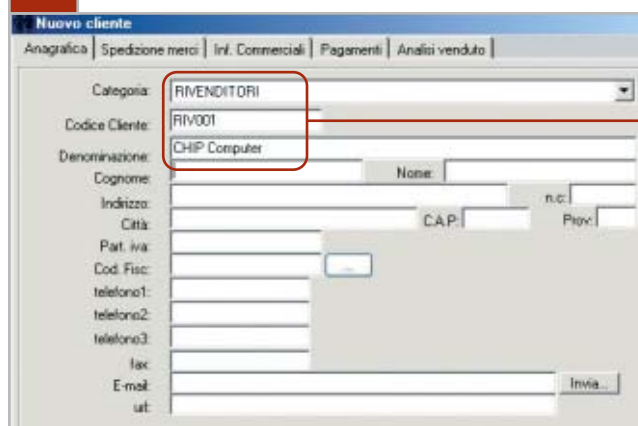 Nuovo cliente
Anagrafica Spedizione merci Inf. Commerciali Pagamenti Analisi venduto
Categoria: RIVENDITORI
Codice Cliente: RIV001
Denominazione: CHIP Computer
Cognome: Nome:
Indirizzo: n.c:
Città: C.A.P: Prov:
Part. iva:
Cod. Fisc: ...
telefono1:
telefono2:
telefono3:
fax:
E-mail: Invia...
url: